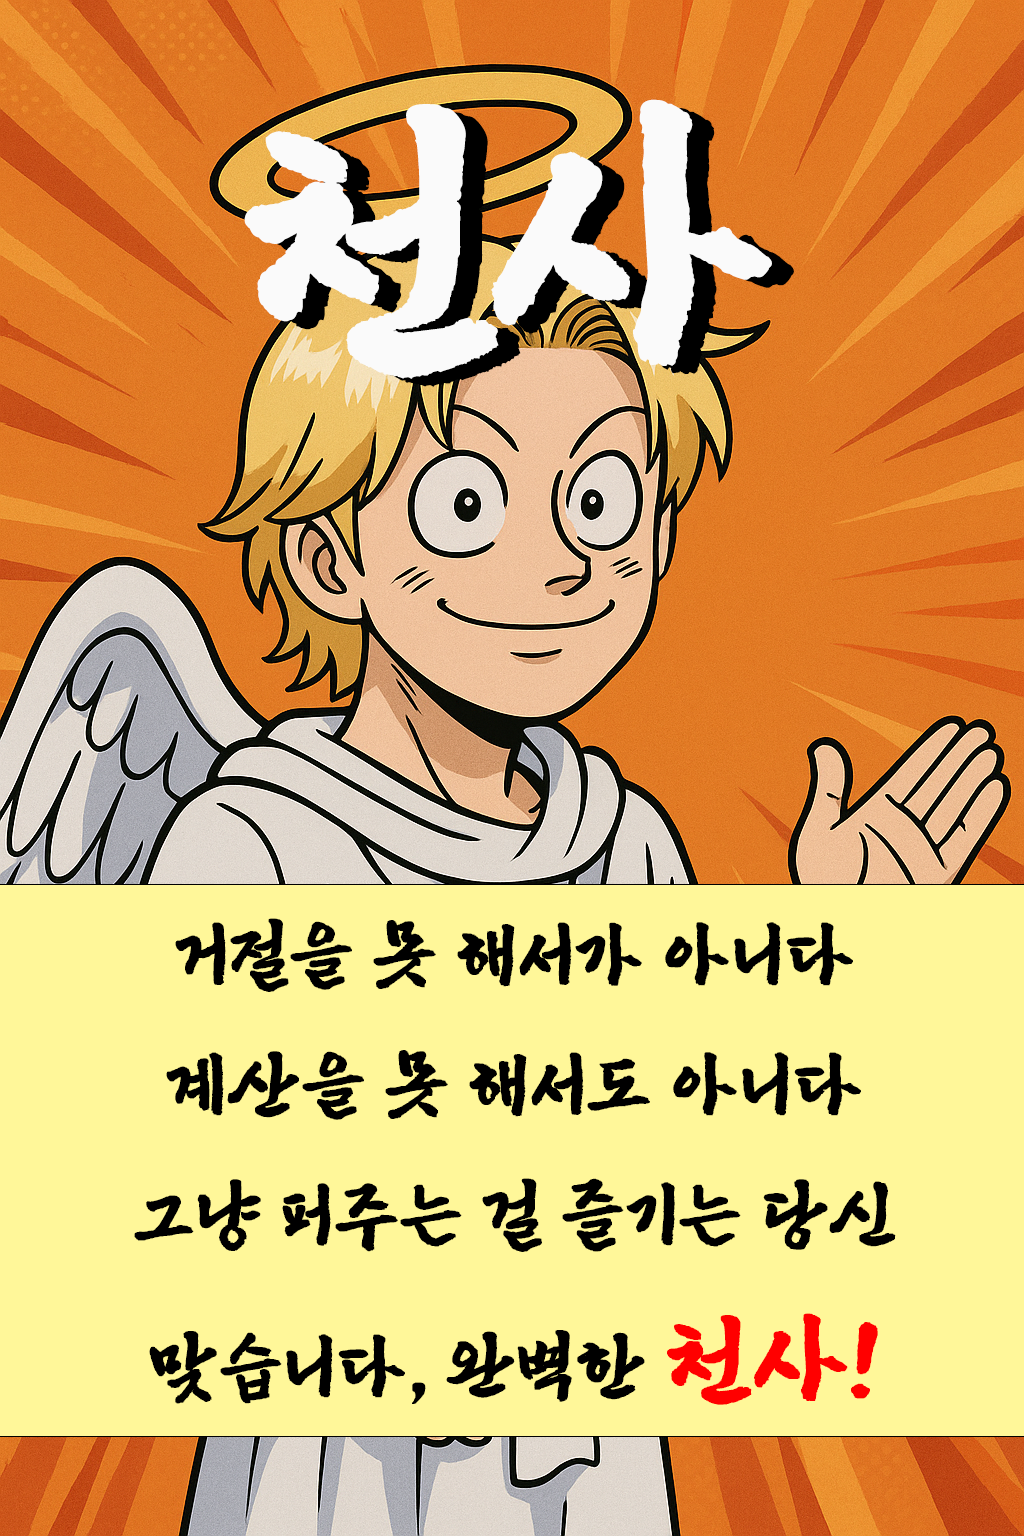 천사
거절을 못 해서가 아니다
계산을 못 해서도 아니다
그냥 퍼주는 걸 즐기는 당신
맞습니다, 완벽한 천사!